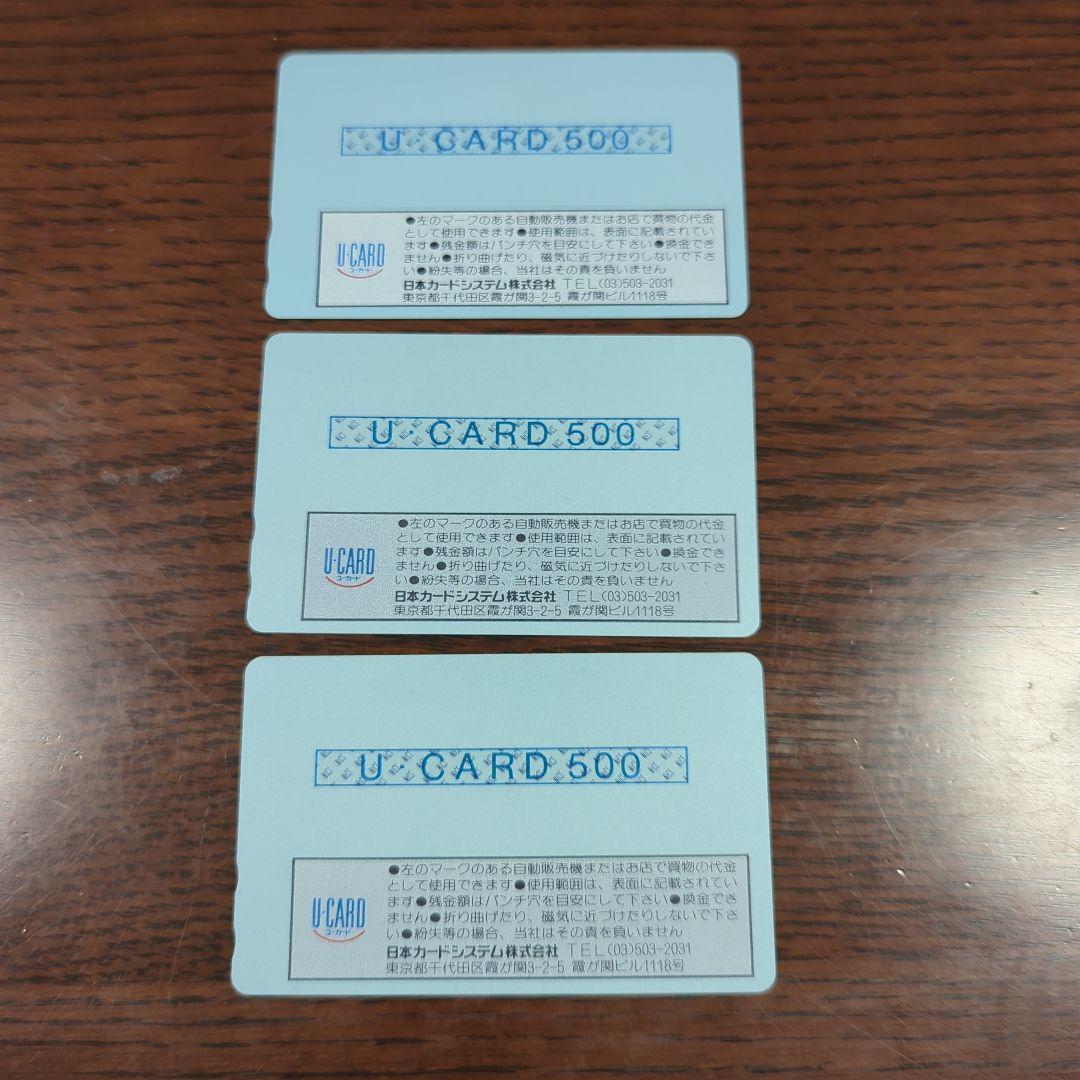 U・CARD 500
●左のマークのある自動販売機またはお店で買物の代金
として使用できます●使用範囲は、表面に記載されてい
ます●残金額はパンチ穴を目安にして下さい●換金でき
ません●折り曲げたり、磁気に近づけたりしないで下さ
い●紛失等の場合、当社はその責を負いません
U・CARD
ユーカード
日本カードシステム株式会社 TEL(03)503-2031
東京都千代田区霞が関3-2-5 霞が関ビル1118号
U・CARD 500
●左のマークのある自動販売機またはお店で買物の代金
として使用できます●使用範囲は、表面に記載されてい
ます●残金額はパンチ穴を目安にして下さい●換金でき
ません●折り曲げたり、磁気に近づけたりしないで下さ
い●紛失等の場合、当社はその責を負いません
U・CARD
ユーカード
日本カードシステム株式会社 TEL(03)503-2031
東京都千代田区霞が関3-2-5 霞が関ビル1118号
U・CARD 500
●左のマークのある自動販売機またはお店で買物の代金
として使用できます●使用範囲は、表面に記載されてい
ます●残金額はパンチ穴を目安にして下さい●換金でき
ません●折り曲げたり、磁気に近づけたりしないで下さ
い●紛失等の場合、当社はその責を負いません
U・CARD
ユーカード
日本カードシステム株式会社 TEL(03)503-2031
東京都千代田区霞が関3-2-5 霞が関ビル1118号